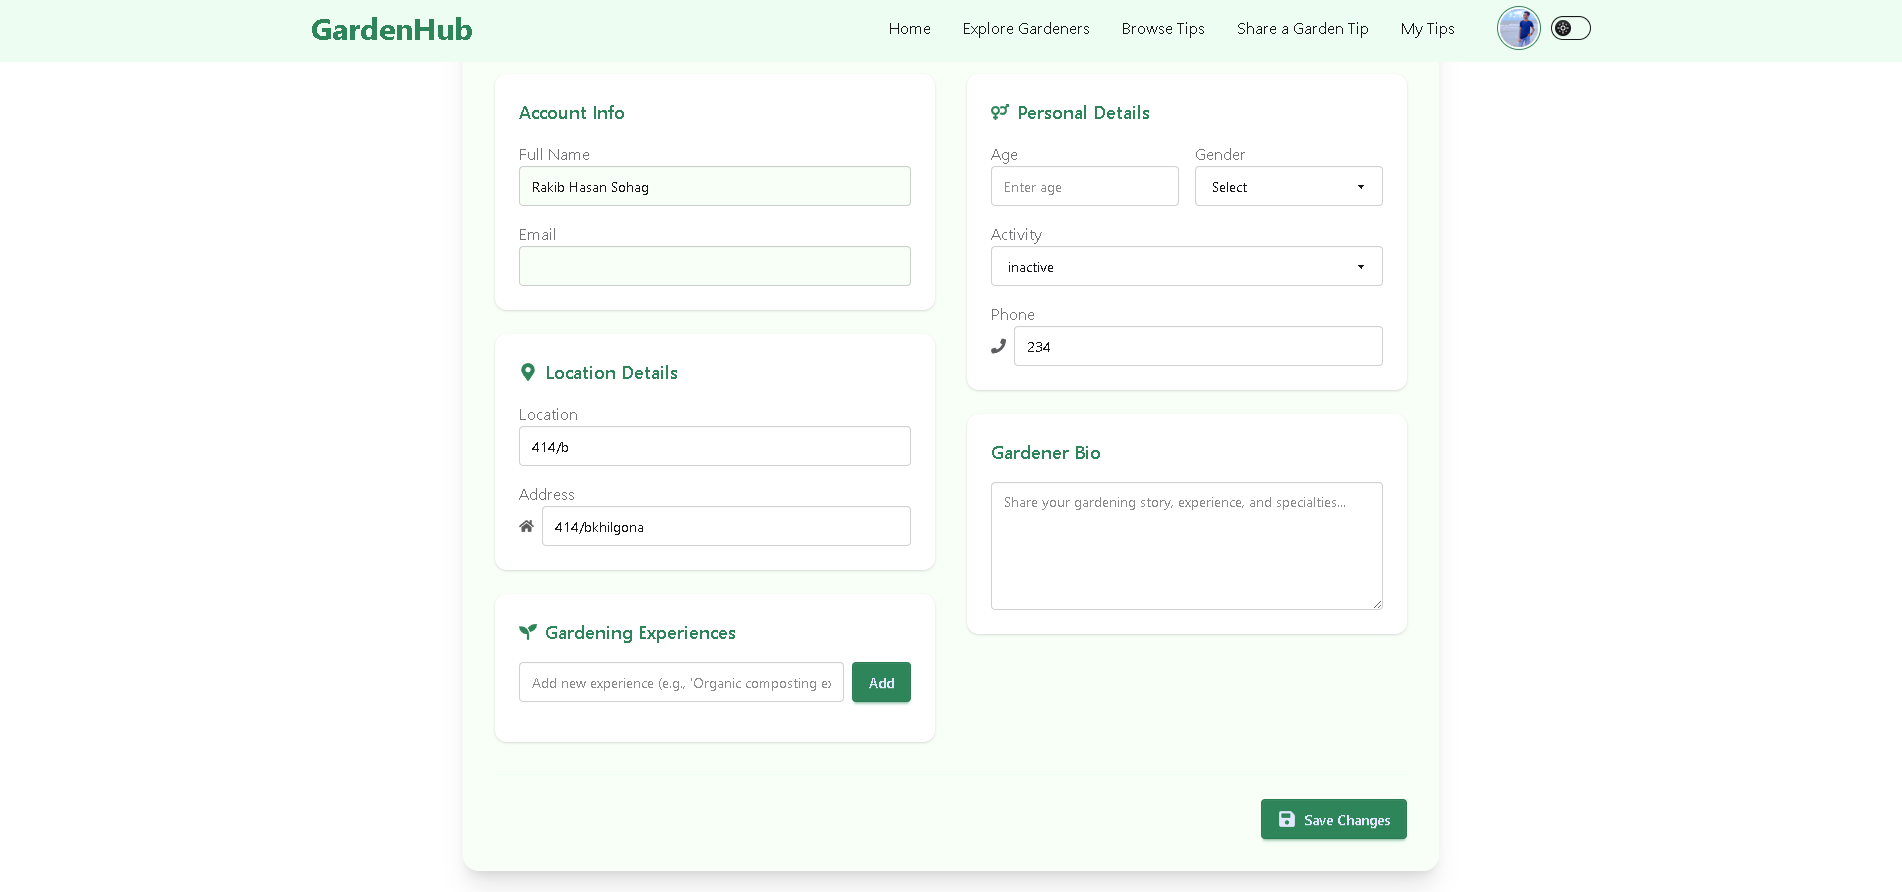 GardenHub
Home
Explore Gardeners
Browse Tips
Share a Garden Tip
My Tips
Account Info
Full Name
Rakib Hasan Sohag
Email
Location Details
Location
414/b
Address
414/bkhilgona
Gardening Experiences
Add new experience (e.g., 'Organic composting ex
Add
Personal Details
Age
Gender
Enter age
Select
Activity
inactive
Phone
234
Gardener Bio
Share your gardening story, experience, and specialties...
Save Changes